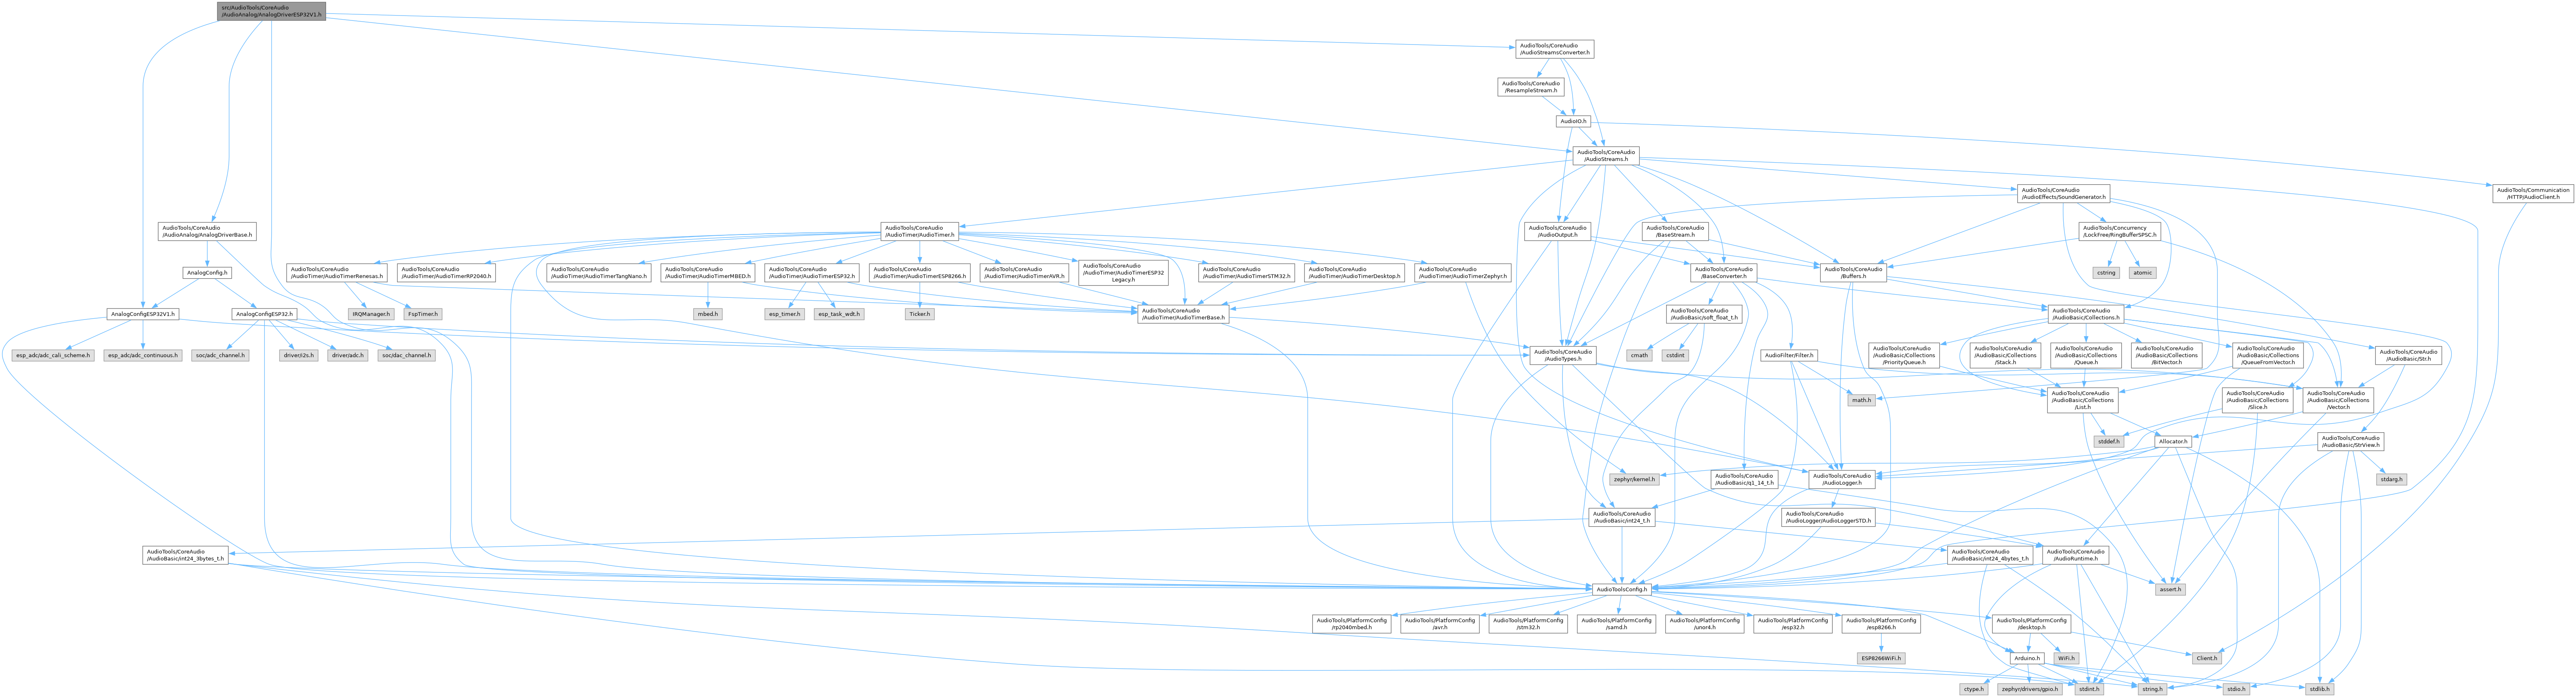 src/AudioTools/CoreAudio
/AudioAnalog/AnalogDriverESP32V1.h
AudioTools/CoreAudio
/AudioStreamsConverter.h
AudioTools/CoreAudio
/ResampleStream.h
AudioIO.h
AudioTools/CoreAudio
/AudioStreams.h
AudioTools/CoreAudio
/AudioEffects/SoundGenerator.h
AudioTools/Communication
/HTTP/AudioClient.h
AudioTools/CoreAudio
/AudioAnalog/AnalogDriverBase.h
AudioTools/CoreAudio
/AudioTimer/AudioTimer.h
AudioTools/CoreAudio
/AudioOutput.h
AudioTools/CoreAudio
/BaseStream.h
AudioTools/Concurrency
/LockFree/RingBufferSPSC.h
AnalogConfig.h
AudioTools/CoreAudio
/AudioTimer/AudioTimerRenesas.h
AudioTools/CoreAudio
/AudioTimer/AudioTimerRP2040.h
AudioTools/CoreAudio
/AudioTimer/AudioTimerTangNano.h
AudioTools/CoreAudio
/AudioTimer/AudioTimerMBED.h
AudioTools/CoreAudio
/AudioTimer/AudioTimerESP32.h
AudioTools/CoreAudio
/AudioTimer/AudioTimerESP8266.h
AudioTools/CoreAudio
/AudioTimer/AudioTimerAVR.h
AudioTools/CoreAudio
/AudioTimer/AudioTimerESP32
Legacy.h
AudioTools/CoreAudio
/AudioTimer/AudioTimerSTM32.h
AudioTools/CoreAudio
/AudioTimer/AudioTimerDesktop.h
AudioTools/CoreAudio
/AudioTimer/AudioTimerZephyr.h
AudioTools/CoreAudio
/BaseConverter.h
AudioTools/CoreAudio
/Buffers.h
cstring
atomic
AnalogConfigESP32V1.h
AnalogConfigESP32.h
IRQManager.h
FspTimer.h
mbed.h
esp_timer.h
esp_task_wdt.h
Ticker.h
AudioTools/CoreAudio
/AudioTimer/AudioTimerBase.h
AudioTools/CoreAudio
/AudioBasic/soft_float_t.h
AudioTools/CoreAudio
/AudioBasic/Collections.h
esp_adc/adc_cali_scheme.h
esp_adc/adc_continuous.h
soc/adc_channel.h
driver/i2s.h
driver/adc.h
soc/dac_channel.h
AudioTools/CoreAudio
/AudioTypes.h
cmath
cstdint
AudioFilter/Filter.h
AudioTools/CoreAudio
/AudioBasic/Collections
/PriorityQueue.h
AudioTools/CoreAudio
/AudioBasic/Collections
/Stack.h
AudioTools/CoreAudio
/AudioBasic/Collections
/Queue.h
AudioTools/CoreAudio
/AudioBasic/Collections
/BitVector.h
AudioTools/CoreAudio
/AudioBasic/Collections
/QueueFromVector.h
AudioTools/CoreAudio
/AudioBasic/Str.h
math.h
AudioTools/CoreAudio
/AudioBasic/Collections
/List.h
AudioTools/CoreAudio
/AudioBasic/Collections
/Slice.h
AudioTools/CoreAudio
/AudioBasic/Collections
/Vector.h
stddef.h
Allocator.h
AudioTools/CoreAudio
/AudioBasic/StrView.h
zephyr/kernel.h
AudioTools/CoreAudio
/AudioBasic/q1_14_t.h
AudioTools/CoreAudio
/AudioLogger.h
stdarg.h
AudioTools/CoreAudio
/AudioBasic/int24_t.h
AudioTools/CoreAudio
/AudioLogger/AudioLoggerSTD.h
AudioTools/CoreAudio
/AudioBasic/int24_3bytes_t.h
AudioTools/CoreAudio
/AudioBasic/int24_4bytes_t.h
AudioTools/CoreAudio
/AudioRuntime.h
AudioToolsConfig.h
assert.h
AudioTools/PlatformConfig
/rp2040mbed.h
AudioTools/PlatformConfig
/avr.h
AudioTools/PlatformConfig
/stm32.h
AudioTools/PlatformConfig
/samd.h
AudioTools/PlatformConfig
/unor4.h
AudioTools/PlatformConfig
/esp32.h
AudioTools/PlatformConfig
/esp8266.h
AudioTools/PlatformConfig
/desktop.h
ESP8266WiFi.h
Arduino.h
WiFi.h
Client.h
ctype.h
zephyr/drivers/gpio.h
stdint.h
string.h
stdio.h
stdlib.h